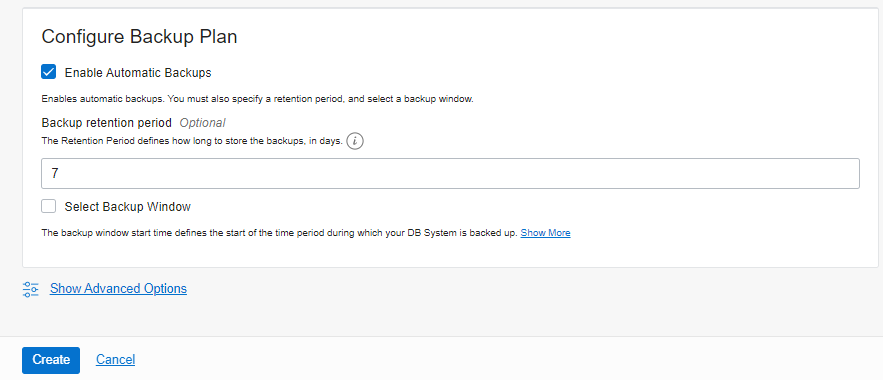 Configure Backup Plan
Enable Automatic Backups
Enables automatic backups. You must also specify a retention period, and select a backup window.
Backup retention period Optional
The Retention Period defines how long to store the backups, in days. i
7
Select Backup Window
The backup window start time defines the start of the time period during which your DB System is backed up. Show More
Show Advanced Options
Create Cancel